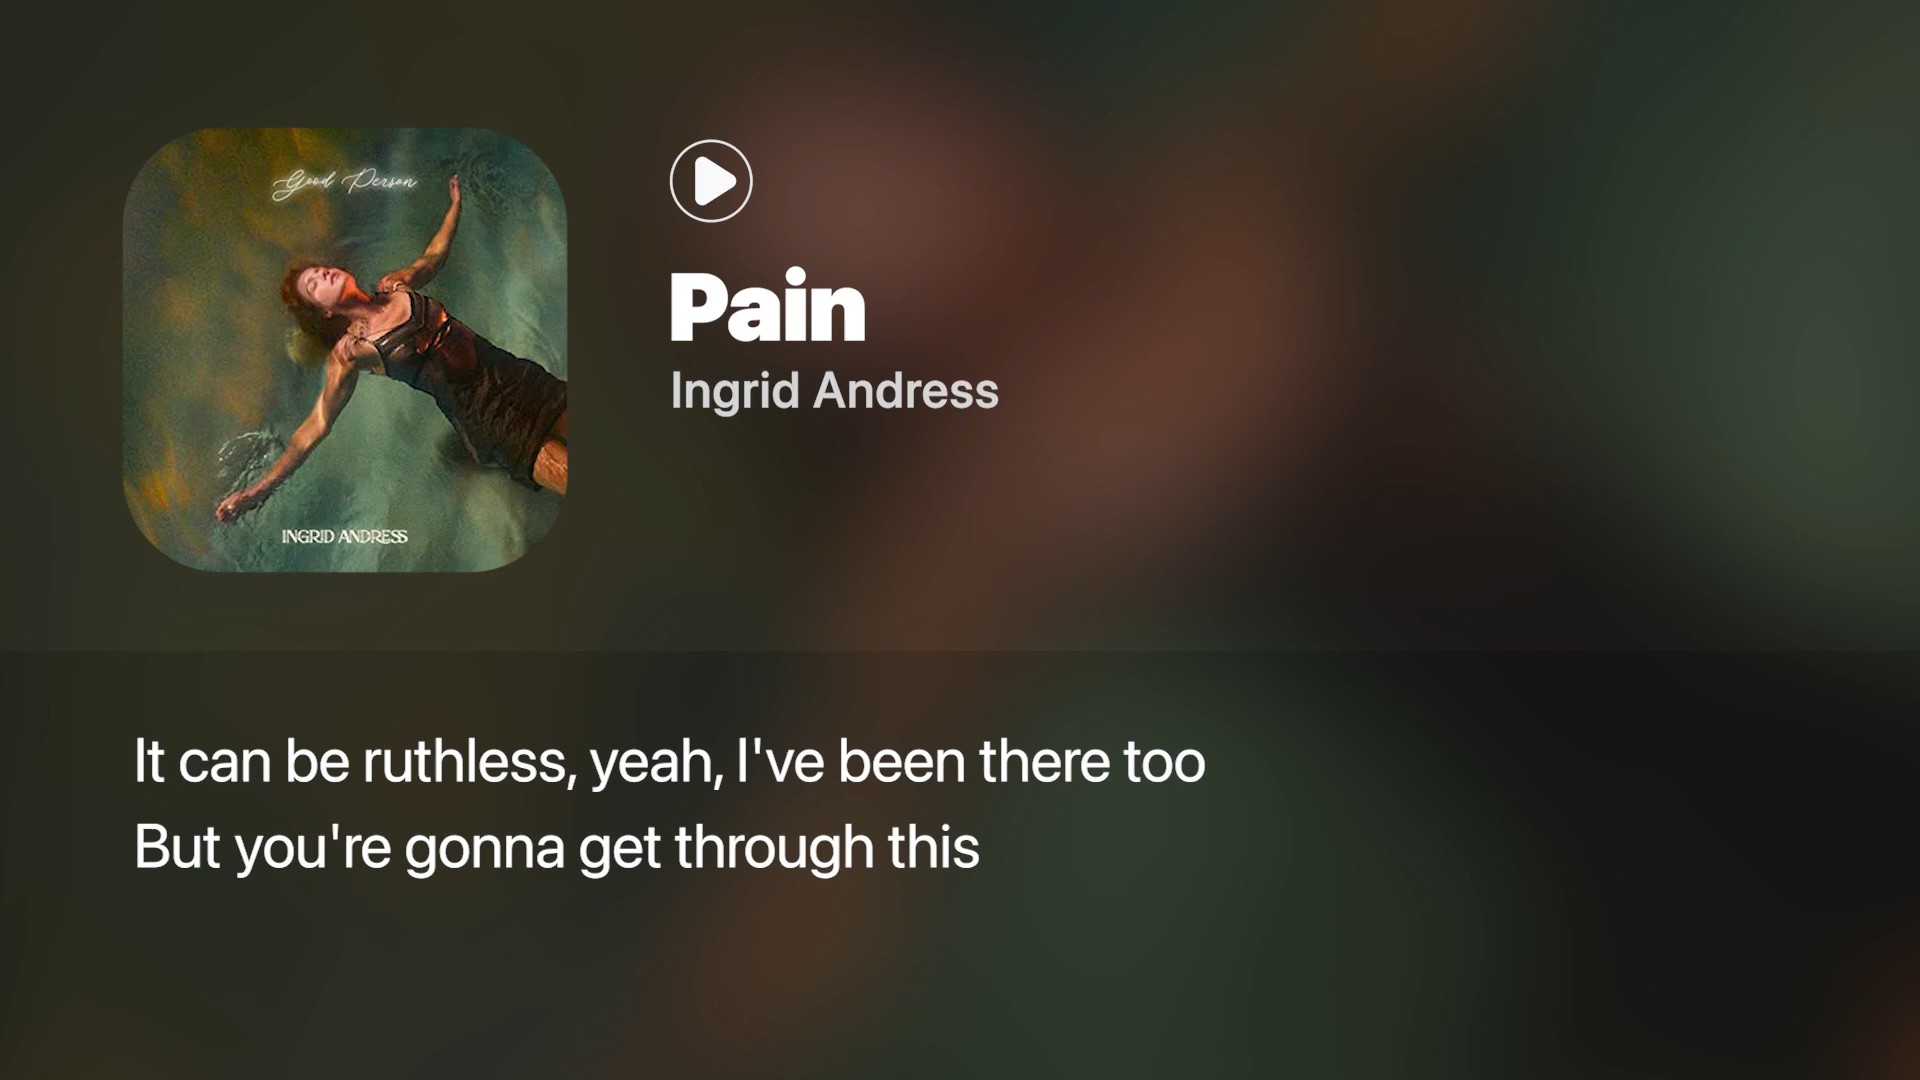 Good Person
INGRID ANDRESS
Pain
Ingrid Andress
It can be ruthless, yeah, I've been there too
But you're gonna get through this